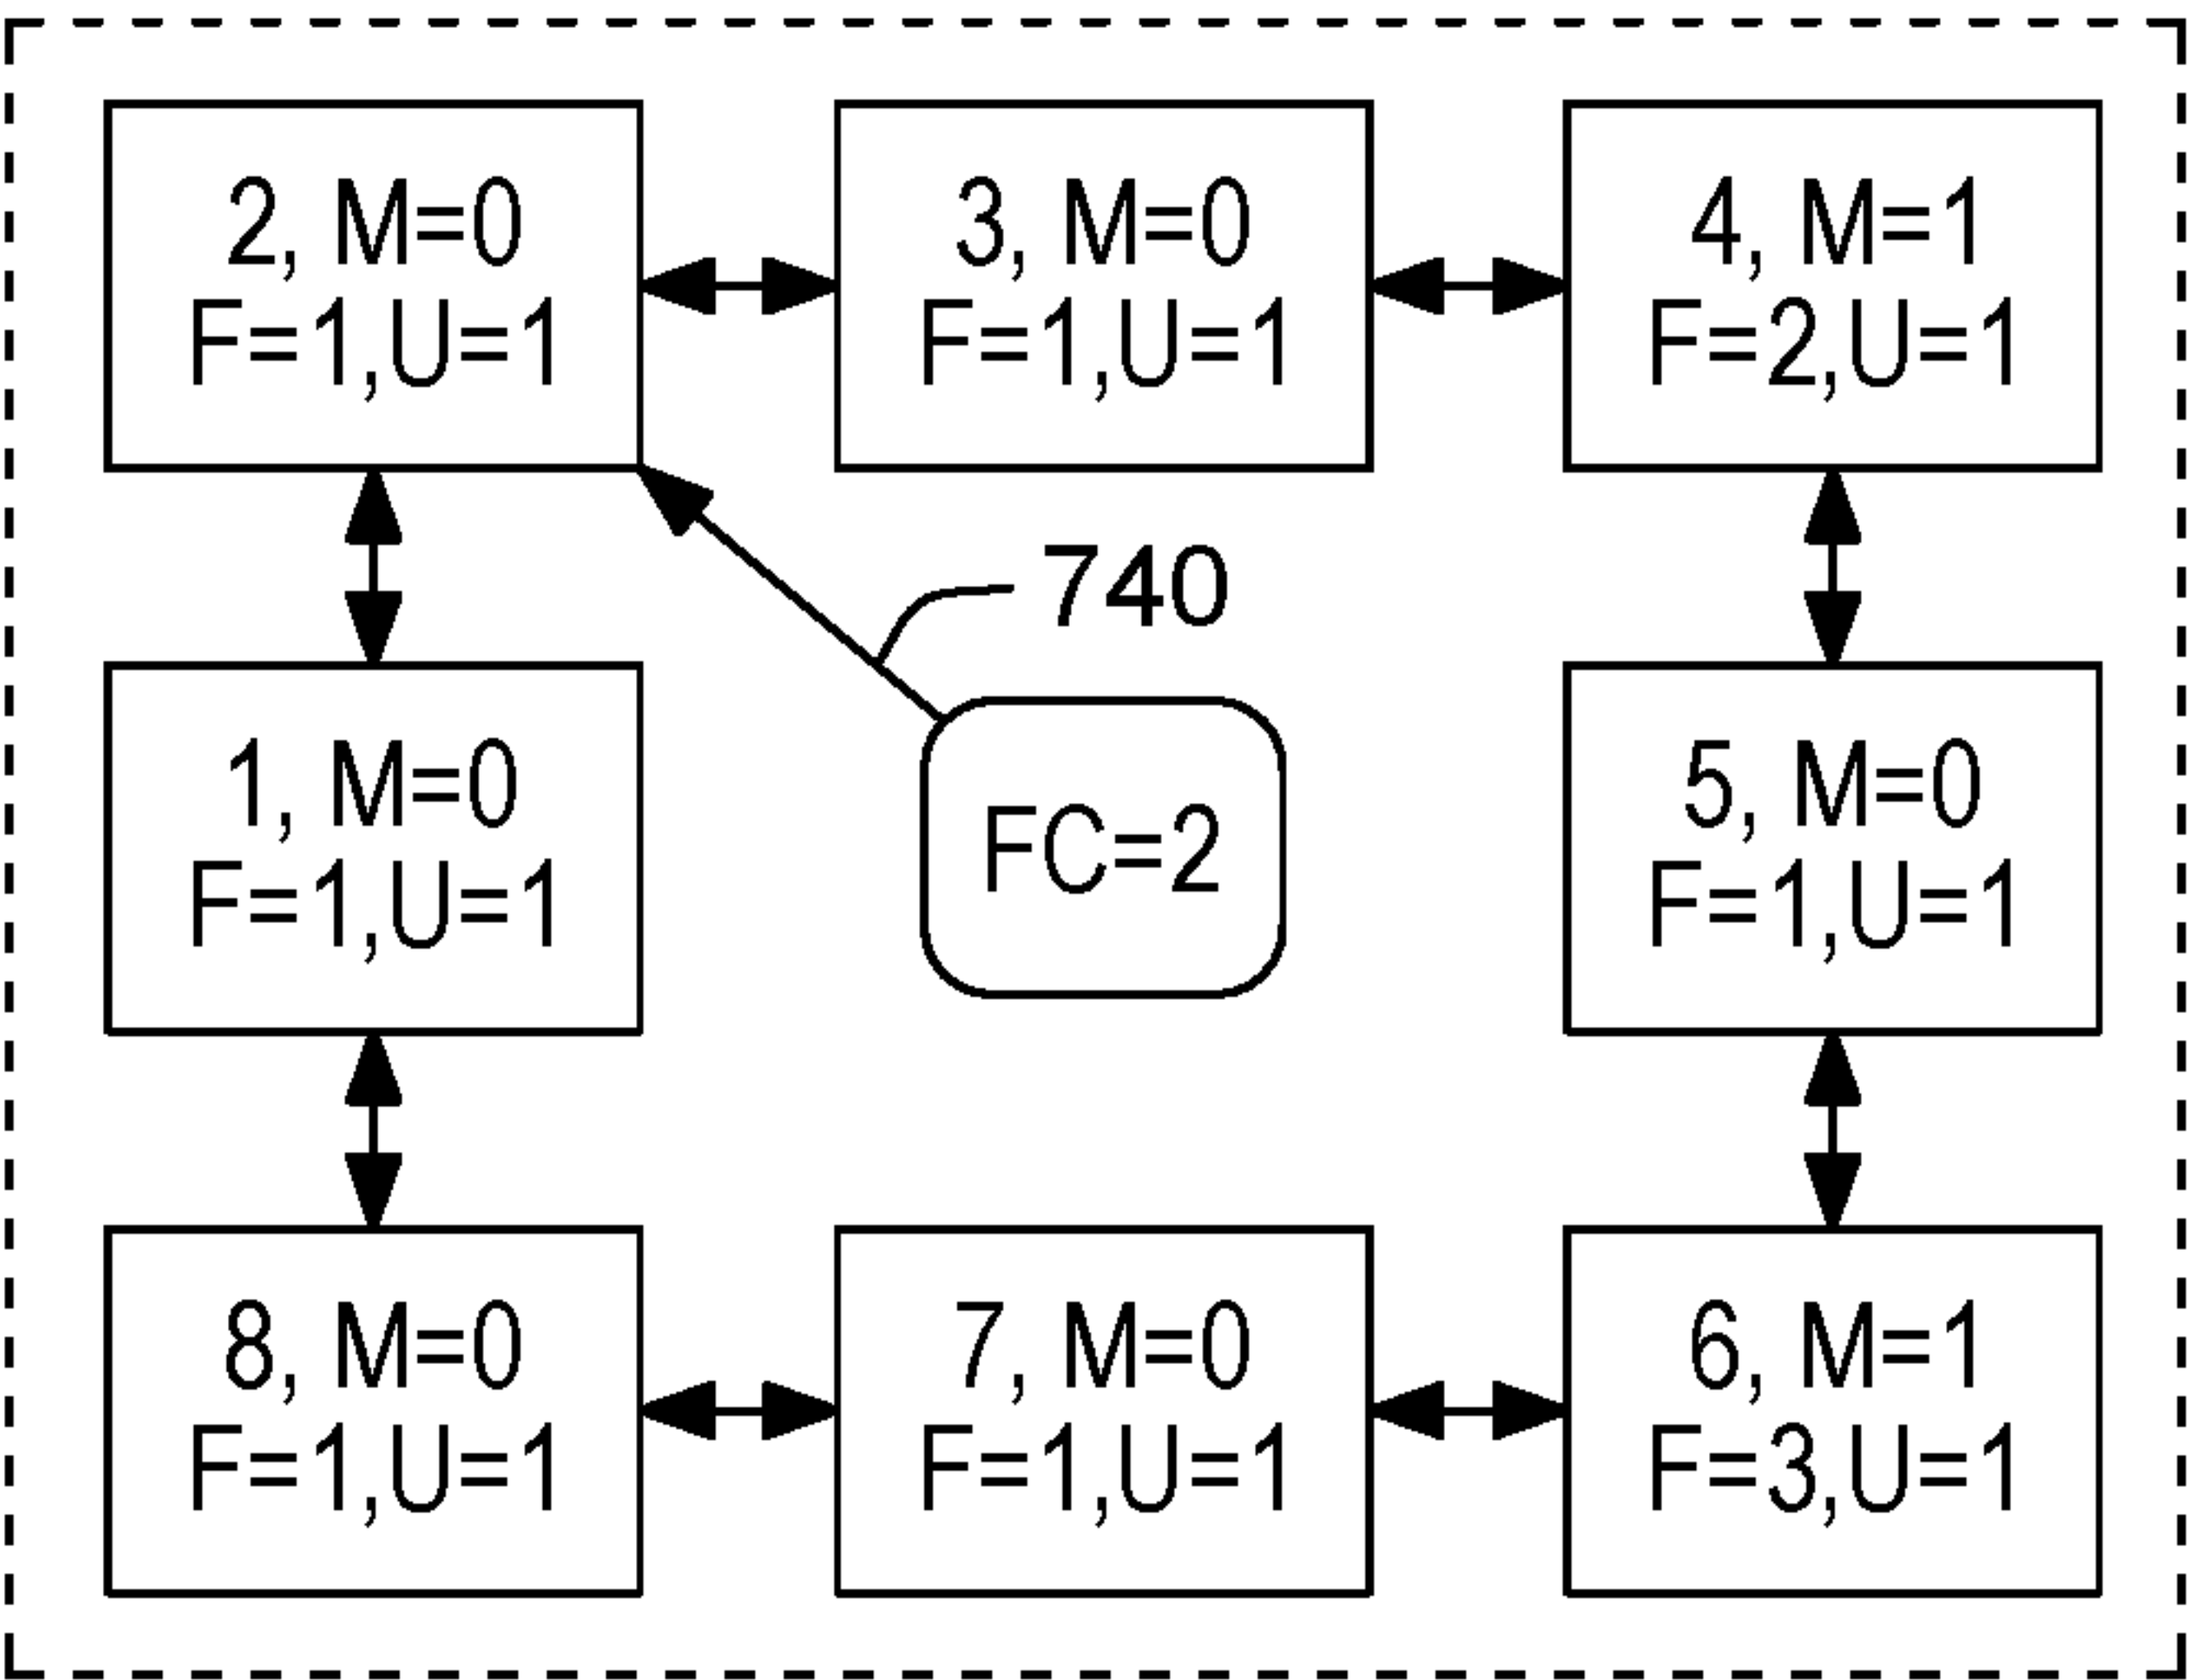 2, M=0
F=1,U=1
3, M=0
F=1,U=1
4, M=1
F=2,U=1
740
1, M=0
F=1,U=1
FC=2
5, M=0
F=1,U=1
8, M=0
F=1,U=1
7, M=0
F=1,U=1
6, M=1
F=3,U=1